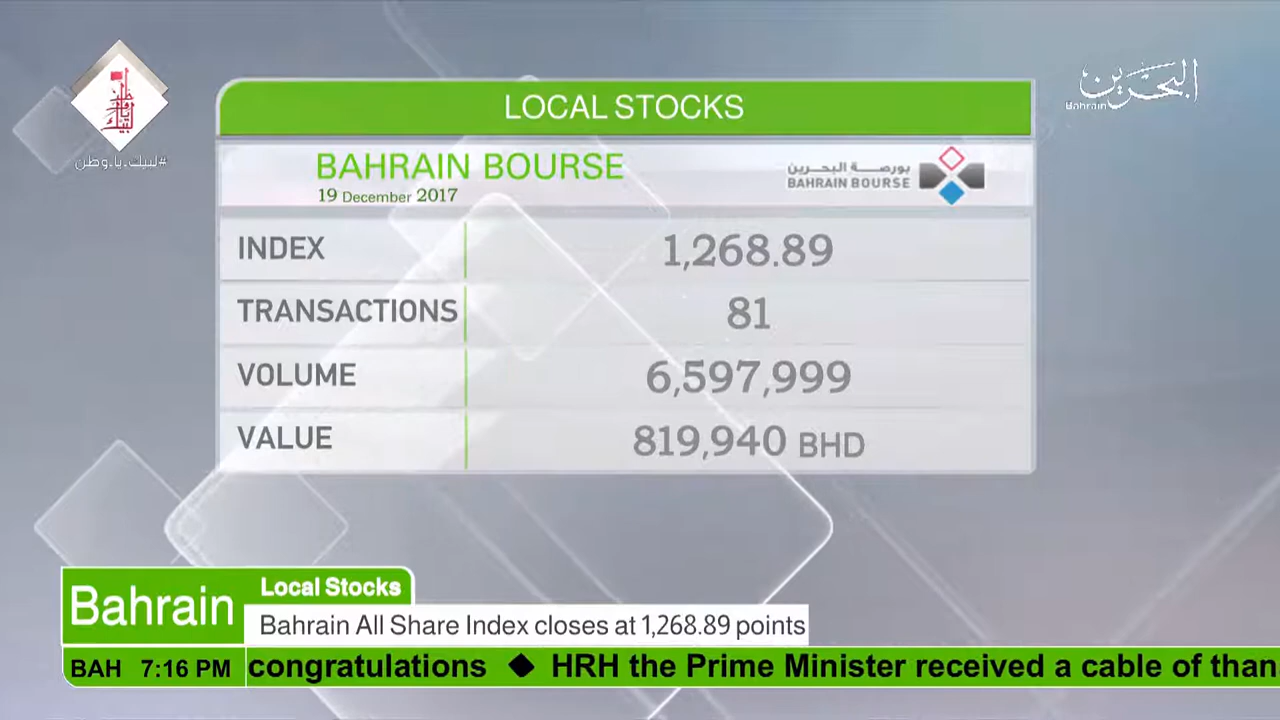 #لبيك_يا_وطن
البحرين
Bahrain
LOCAL STOCKS
BAHRAIN BOURSE
19 December 2017
بورصة البحرين
BAHRAIN BOURSE
INDEX 1,268.89
TRANSACTIONS 81
VOLUME 6,597,999
VALUE 819,940 BHD
Bahrain
Local Stocks
Bahrain All Share Index closes at 1,268.89 points
BAH 7:16 PM congratulations ◆ HRH the Prime Minister received a cable of than